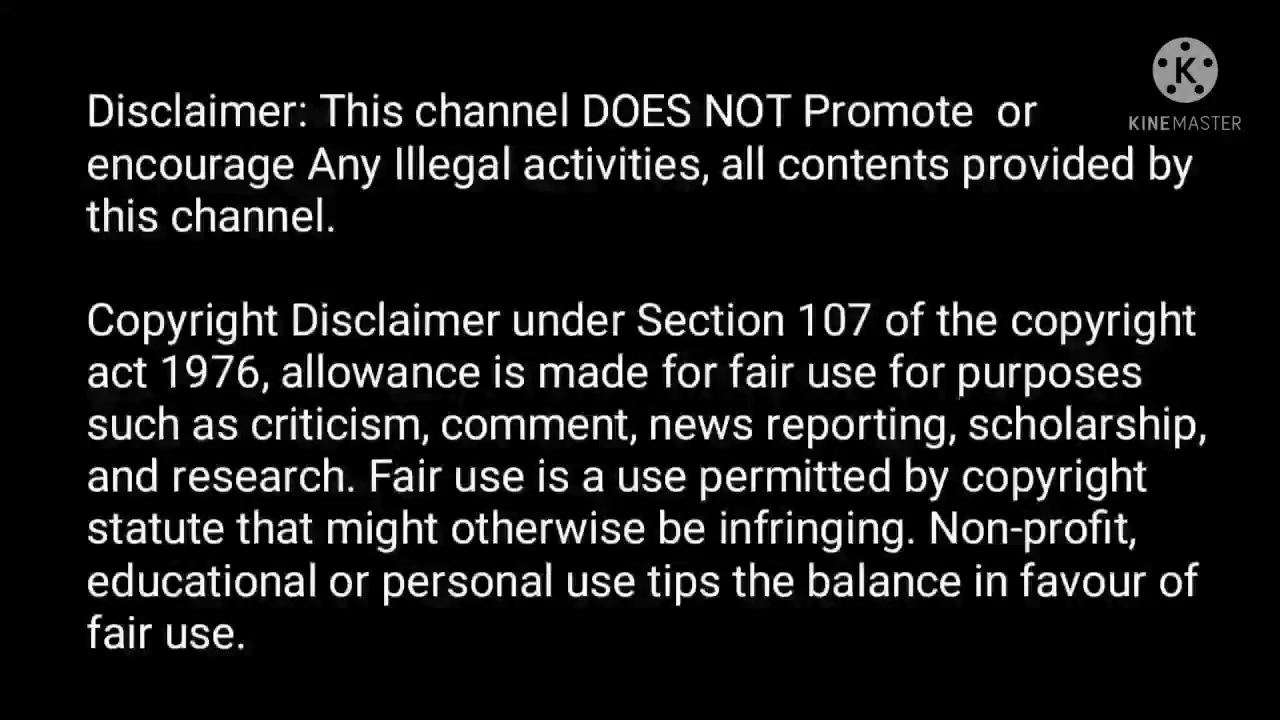 Disclaimer: This channel DOES NOT Promote  or
encourage Any Illegal activities, all contents provided by
this channel.
Copyright Disclaimer under Section 107 of the copyright
act 1976, allowance is made for fair use for purposes
such as criticism, comment, news reporting, scholarship,
and research. Fair use is a use permitted by copyright
statute that might otherwise be infringing. Non-profit,
educational or personal use tips the balance in favour of
fair use.
K
KINEMASTER